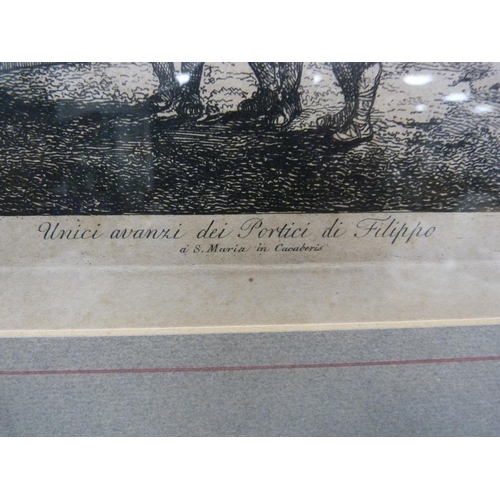 Unici avanzi dei Portici di Filippo
a S. Maria in Cacaberis